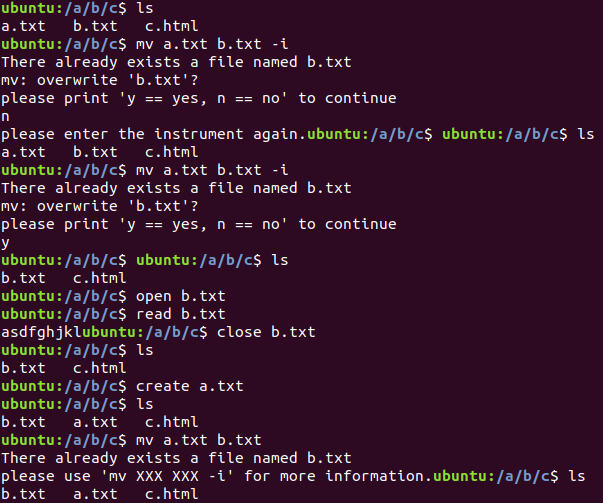 ubuntu:/a/b/c$ ls
a.txt   b.txt   c.html
ubuntu:/a/b/c$ mv a.txt b.txt -i
There already exists a file named b.txt
mv: overwrite 'b.txt'?
please print 'y == yes, n == no' to continue
n
please enter the instrument again.ubuntu:/a/b/c$ ubuntu:/a/b/c$ ls
a.txt   b.txt   c.html
ubuntu:/a/b/c$ mv a.txt b.txt -i
There already exists a file named b.txt
mv: overwrite 'b.txt'?
please print 'y == yes, n == no' to continue
y
ubuntu:/a/b/c$ ubuntu:/a/b/c$ ls
b.txt   c.html
ubuntu:/a/b/c$ open b.txt
ubuntu:/a/b/c$ read b.txt
asdfghjklubuntu:/a/b/c$ close b.txt
ubuntu:/a/b/c$ ls
b.txt   c.html
ubuntu:/a/b/c$ create a.txt
ubuntu:/a/b/c$ ls
b.txt   a.txt   c.html
ubuntu:/a/b/c$ mv a.txt b.txt
There already exists a file named b.txt
please use 'mv XXX XXX -i' for more information.ubuntu:/a/b/c$ ls
b.txt   a.txt   c.html